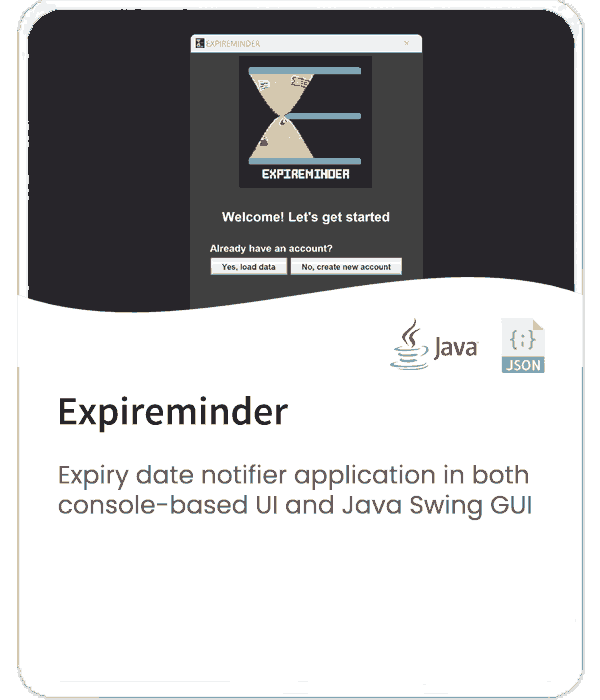 EXPIREMINDER
EXPIREMINDER
Welcome! Let's get started
Already have an account?
Yes, load data
No, create new account
Java
{;}
JSON
Expireminder
Expiry date notifier application in both
console-based UI and Java Swing GUI